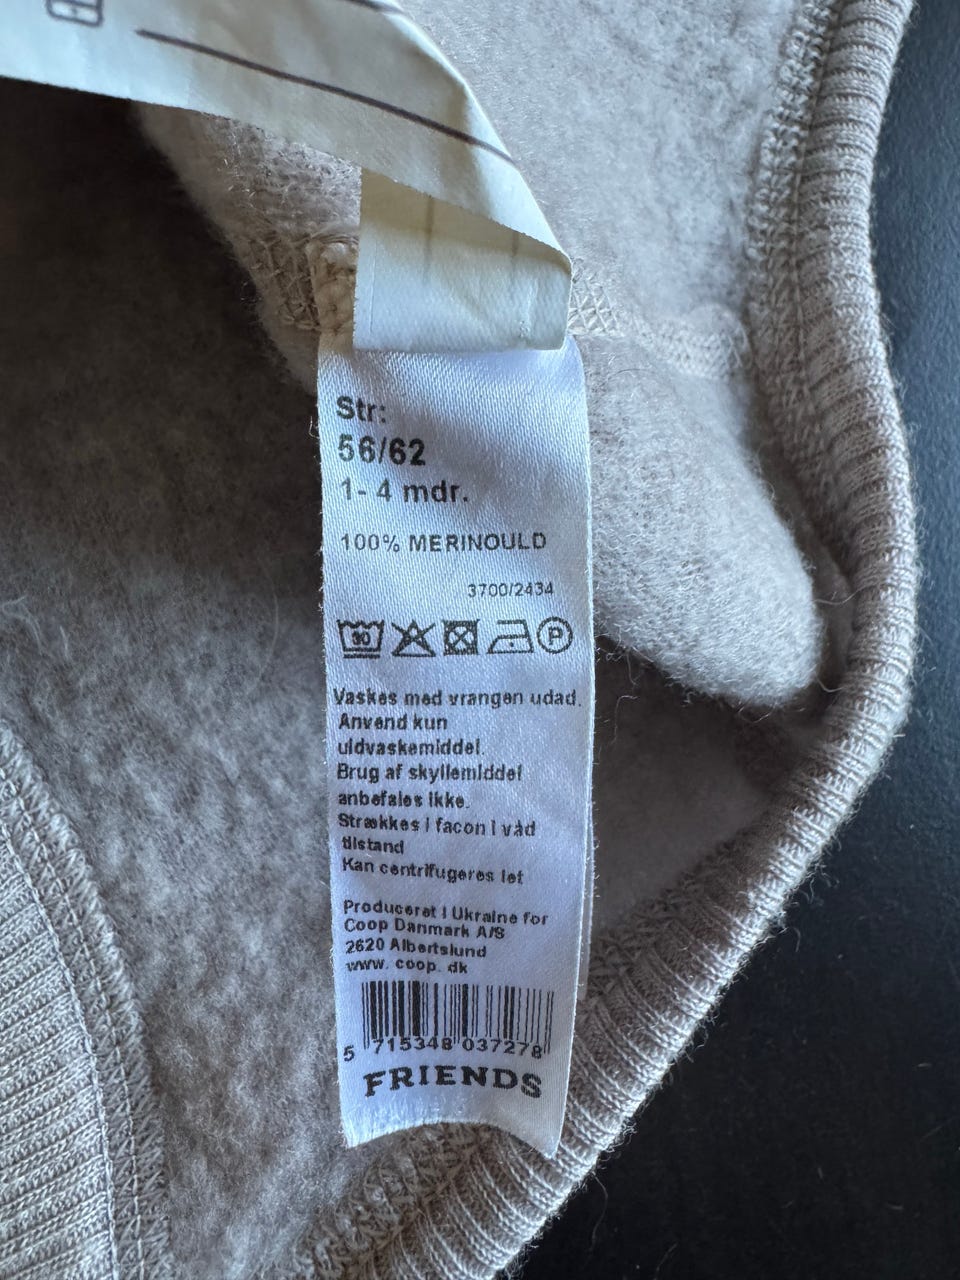 Str:
56/62
1-4 mdr.
100% MERINOULD
3700/2434
P
Vaskes med vrangen udad.
Anvend kun
uldvaskemiddel.
Brug af skyllemiddel
anbefales ikke.
Strækkes i facon i våd
tilstand
Kan centrifugeres let
Produceret i Ukraine for
Coop Danmark A/S
2620 Albertslund
www. coop. dk
5 715348 037278
FRIENDS